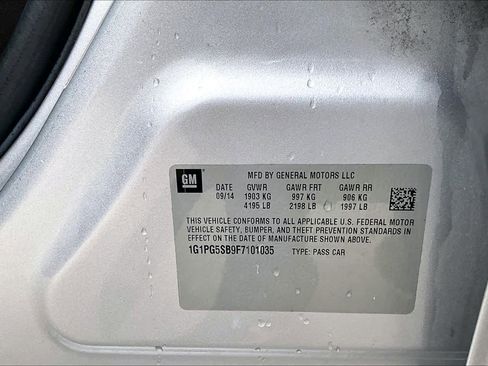 GM
MFD BY GENERAL MOTORS LLC
DATE GVWR GAWR FRT GAWR RR
09/14 1903 KG 997 KG 906 KG
4195 LB 2198 LB 1997 LB
THIS VEHICLE CONFORMS TO ALL APPLICABLE U.S. FEDERAL MOTOR
VEHICLE SAFETY, BUMPER, AND THEFT PREVENTION STANDARDS IN
EFFECT ON THE DATE OF MANUFACTURE SHOWN ABOVE.
1G1PG5SB9F7101035 TYPE: PASS CAR